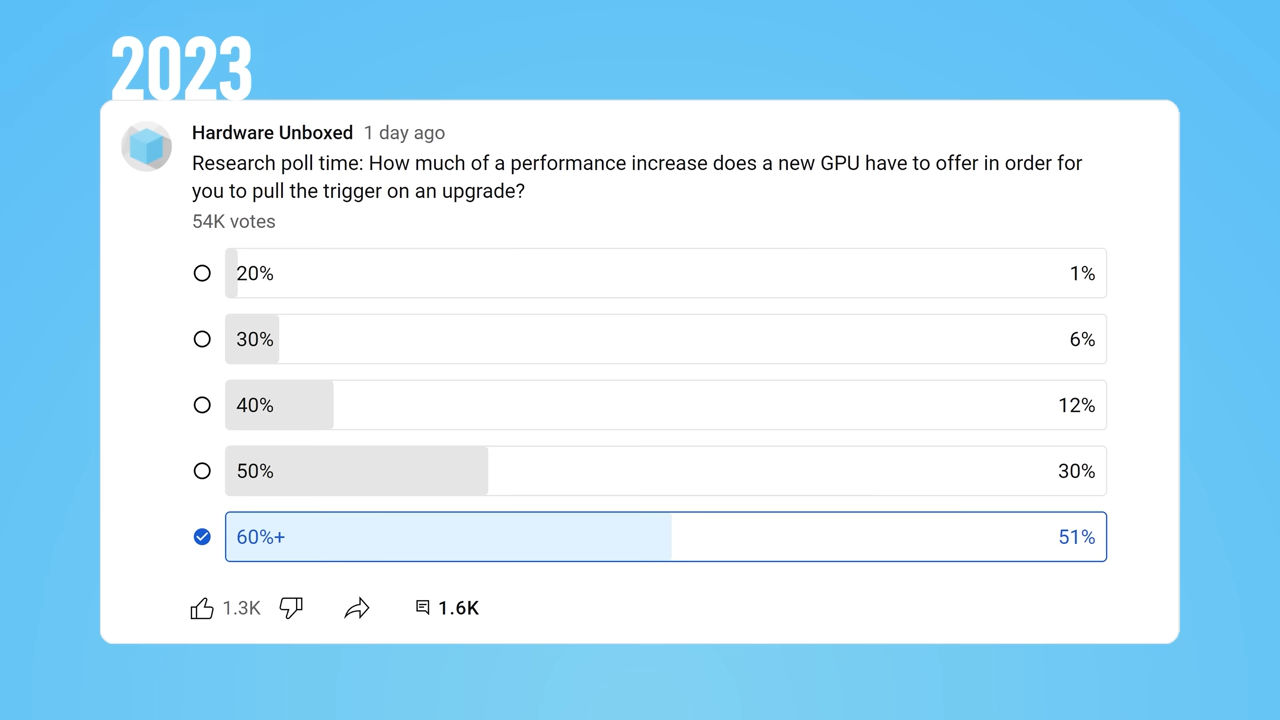 2023
Hardware Unboxed 1 day ago
Research poll time: How much of a performance increase does a new GPU have to offer in order for
you to pull the trigger on an upgrade?
54K votes
20% 1%
30% 6%
40% 12%
50% 30%
60%+ 51%
1.3K 1.6K